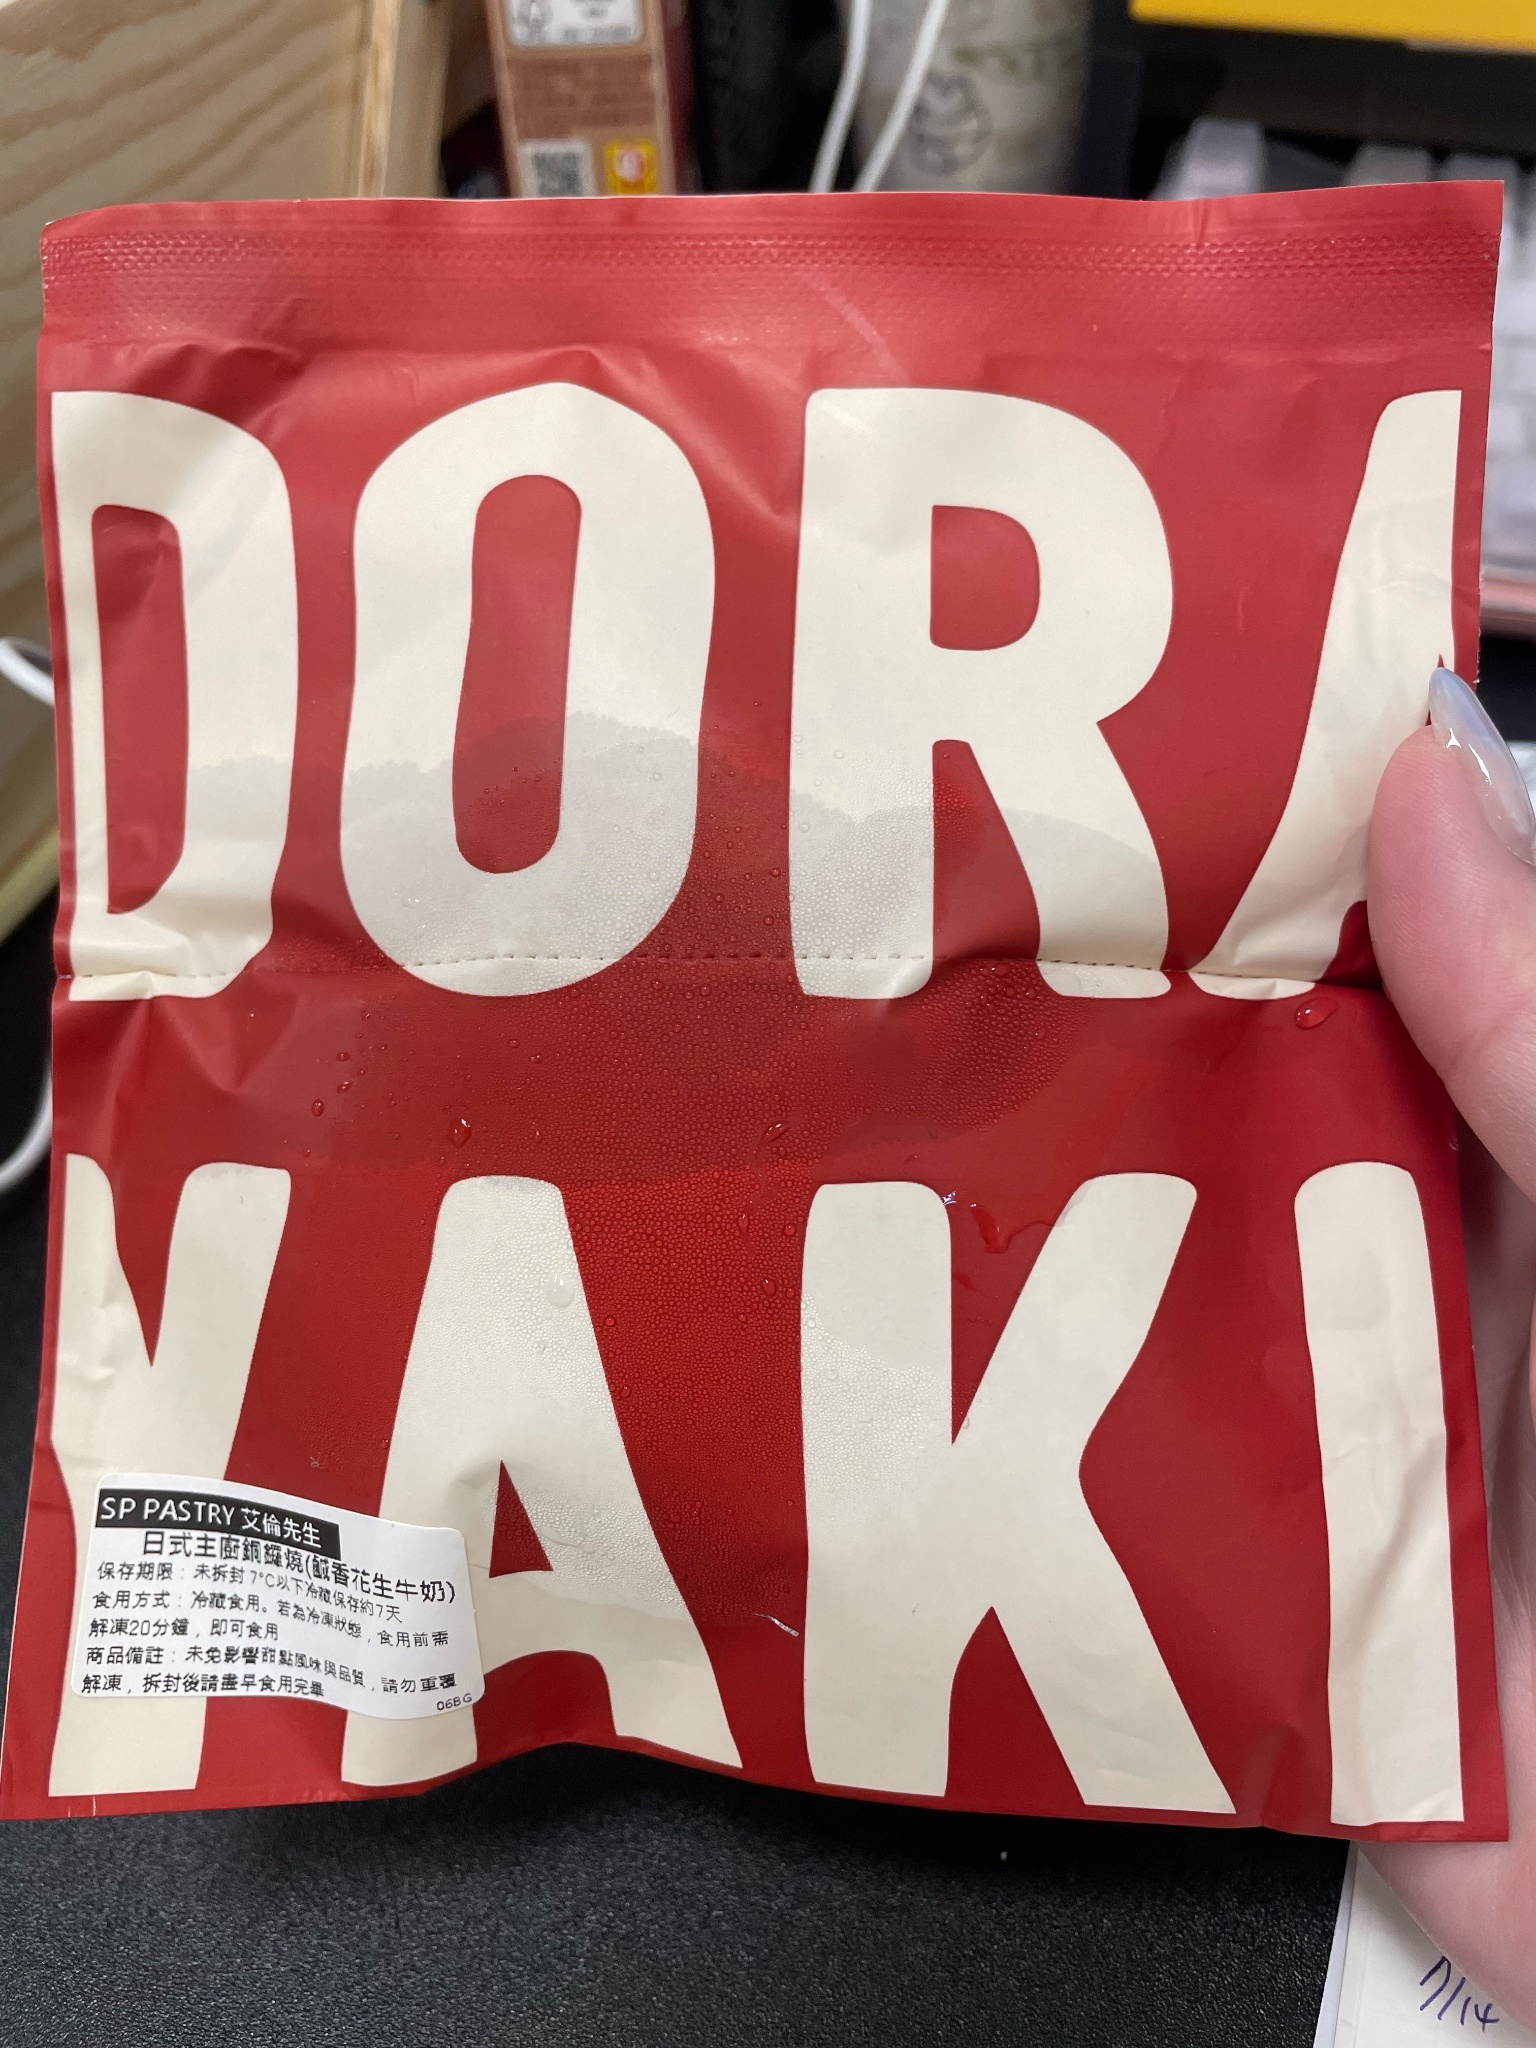 DORA
YAKI
SP PASTRY 艾倫先生
日式主廚銅鑼燒(鹹香花生牛奶)
保存期限：未拆封 7°C以下冷藏保存約7天
食用方式：冷藏食用。若為冷凍狀態，食用前需
解凍20分鐘，即可食用
商品備註：未免影響甜點風味與品質，請勿重覆
解凍，拆封後請盡早食用完畢
06BG
7/14